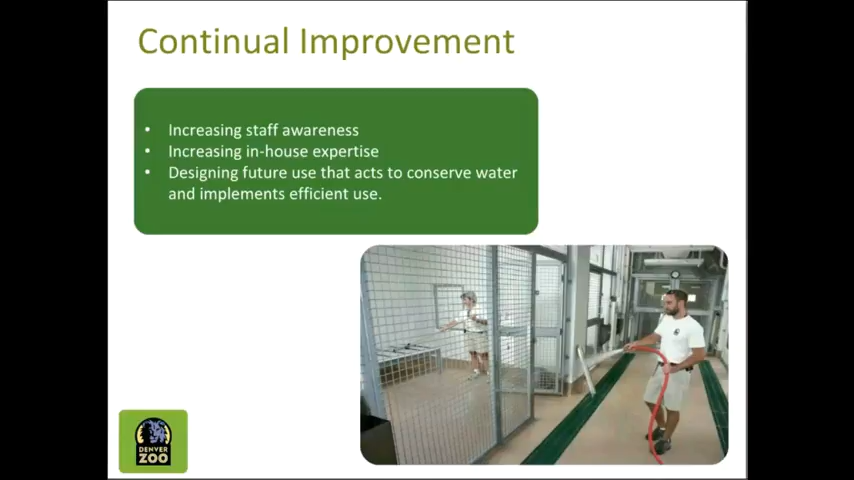 Continual Improvement
• Increasing staff awareness
• Increasing in-house expertise
• Designing future use that acts to conserve water
and implements efficient use.
DENVER
ZOO